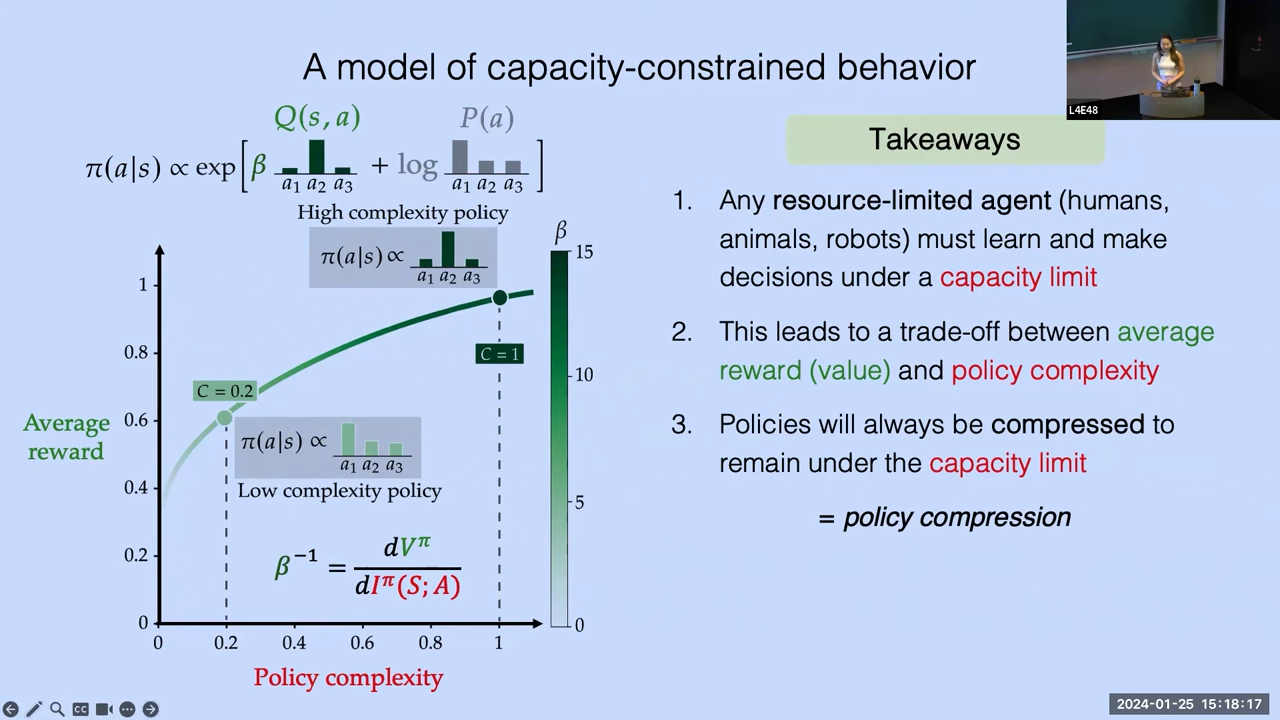 A model of capacity-constrained behavior
L4E48
Q(s, a) P(a)
π(a|s) ∝ exp[β + log ]
a₁ a₂ a₃ a₁ a₂ a₃
High complexity policy
π(a|s) ∝
a₁ a₂ a₃
β
15
10
5
0
1
0.8
0.6
0.4
0.2
0
Average
reward
C = 1
C = 0.2
π(a|s) ∝
a₁ a₂ a₃
Low complexity policy
β⁻¹ = dVᵖⁱ / dIᵖⁱ(S; A)
0 0.2 0.4 0.6 0.8 1
Policy complexity
Takeaways
1. Any resource-limited agent (humans,
animals, robots) must learn and make
decisions under a capacity limit
2. This leads to a trade-off between average
reward (value) and policy complexity
3. Policies will always be compressed to
remain under the capacity limit
= policy compression
CC
2024-01-25 15:18:17